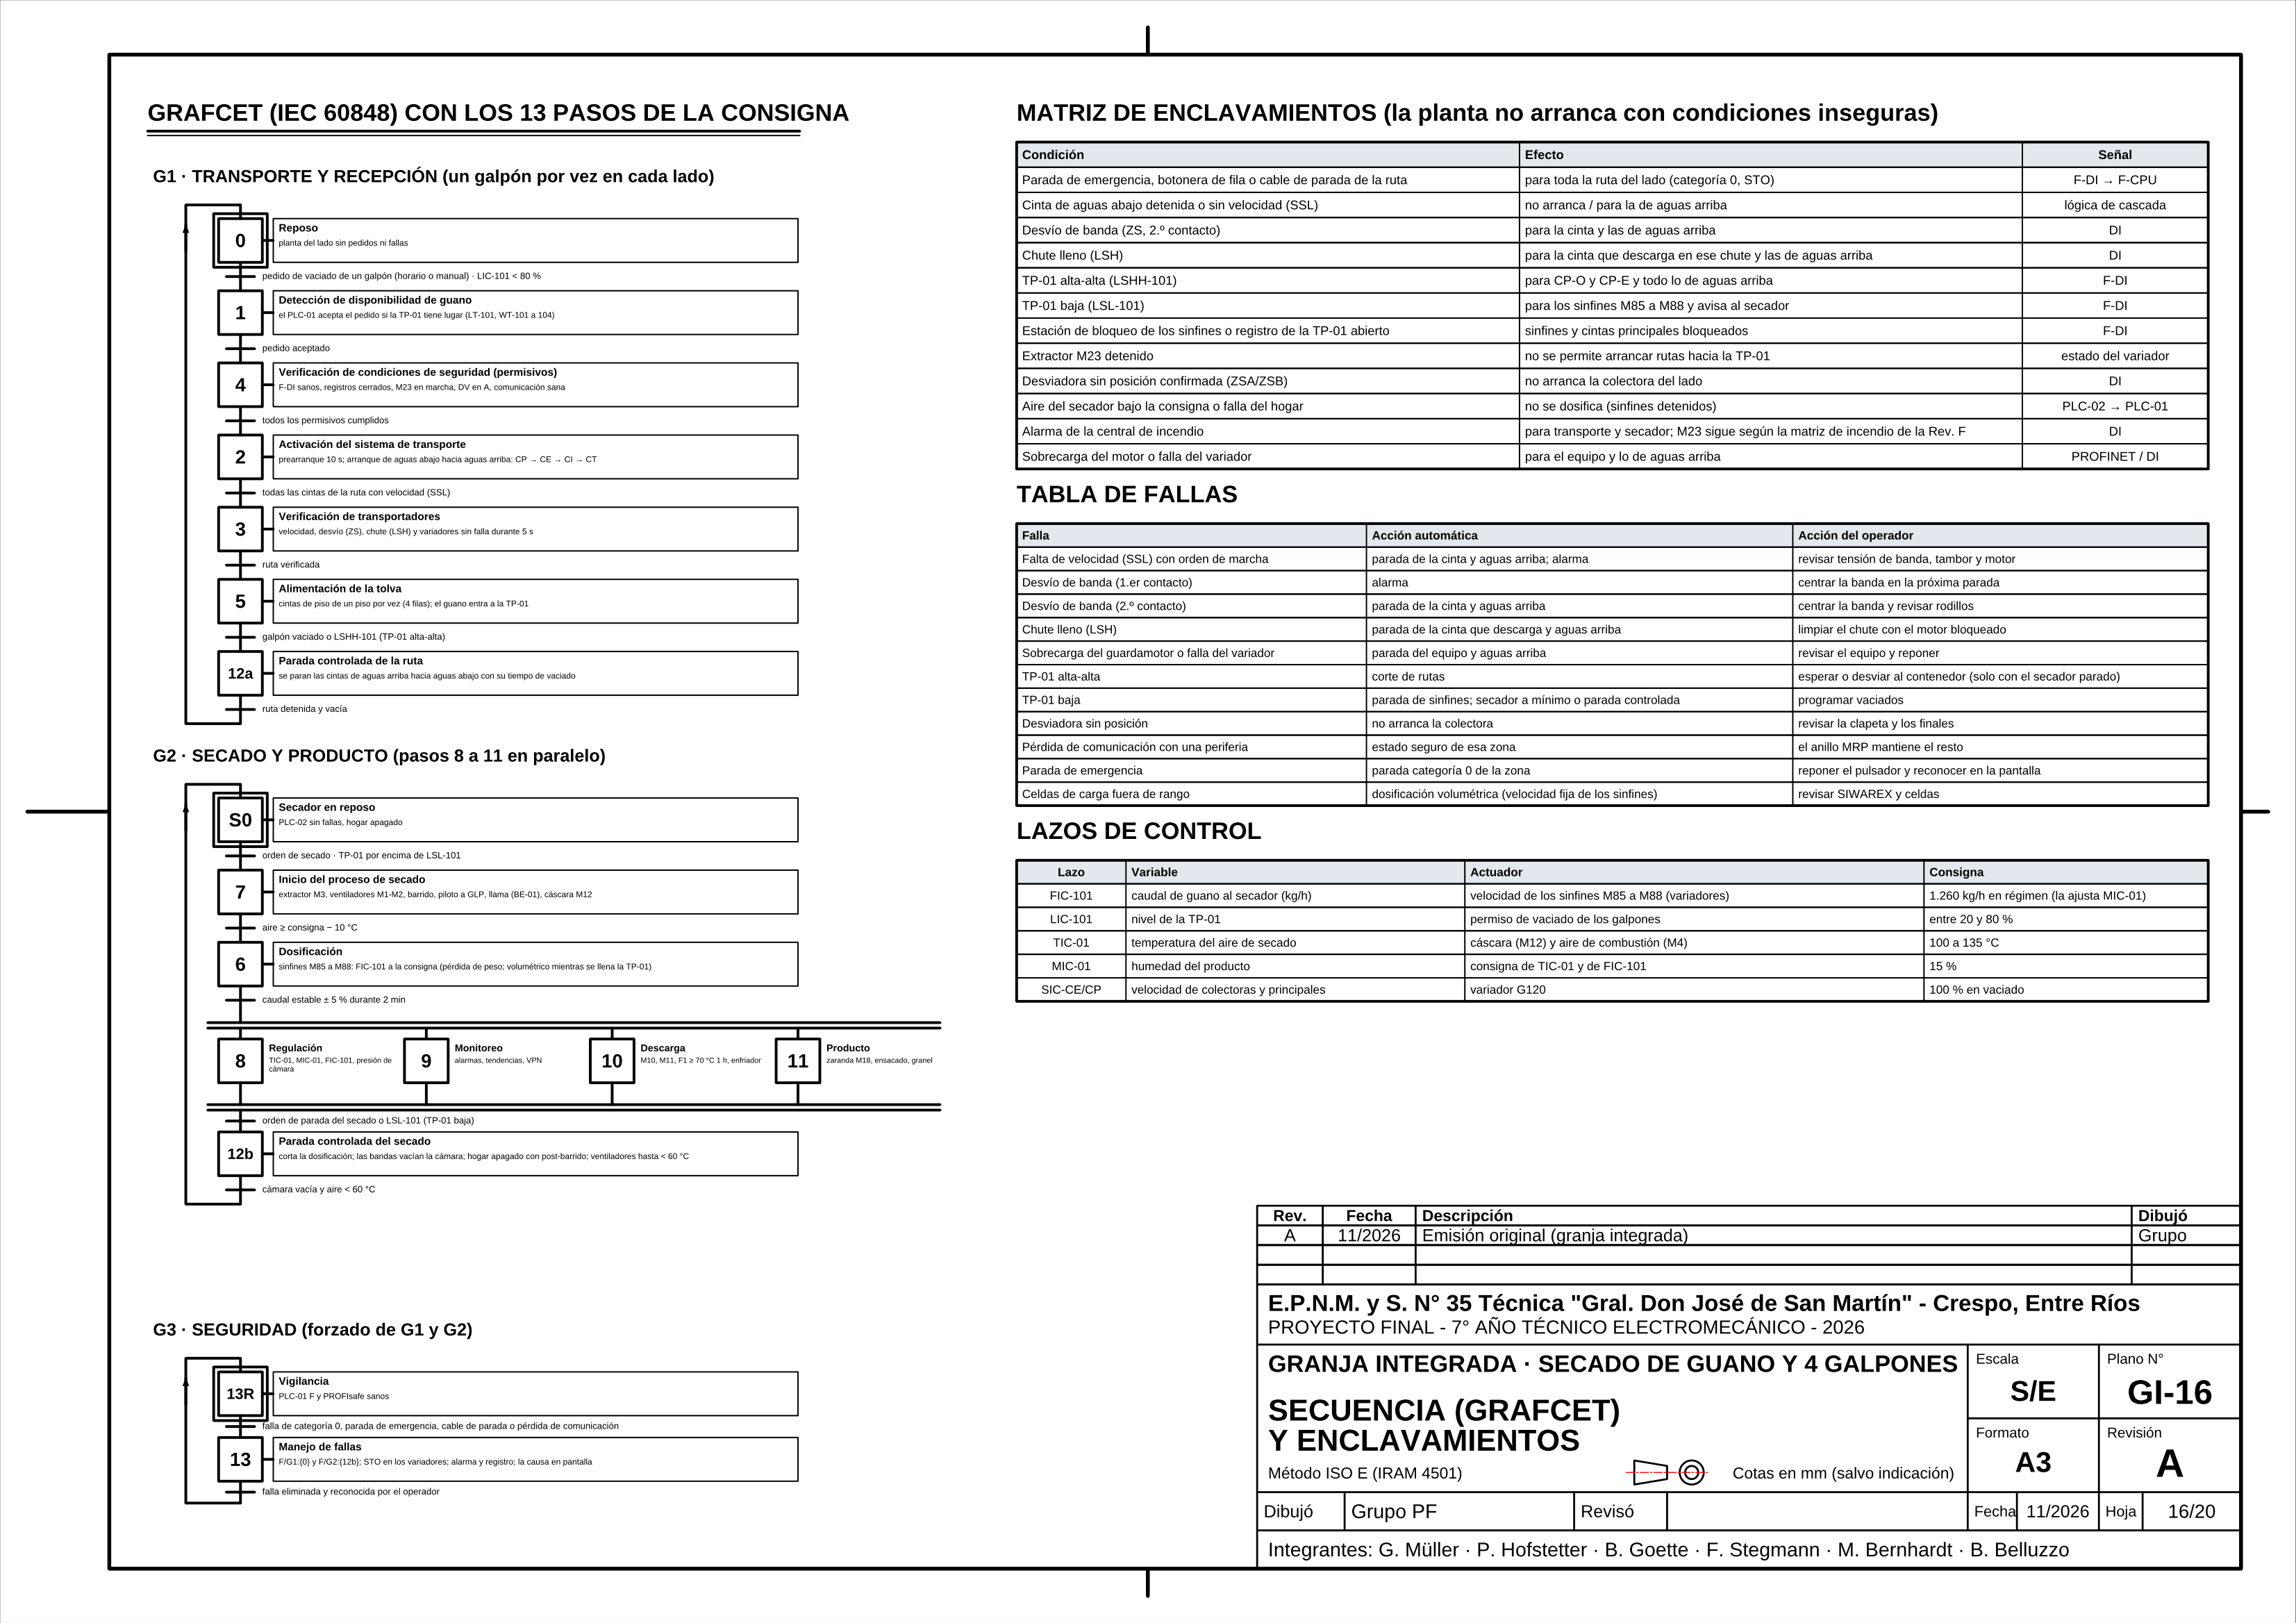 GRAFCET (IEC 60848) CON LOS 13 PASOS DE LA CONSIGNA
G1 · TRANSPORTE Y RECEPCIÓN (un galpón por vez en cada lado)
0
Reposo
planta del lado sin pedidos ni fallas
pedido de vaciado de un galpón (horario o manual) · LIC-101 < 80 %
1
Detección de disponibilidad de guano
el PLC-01 acepta el pedido si la TP-01 tiene lugar (LT-101, WT-101 a 104)
pedido aceptado
4
Verificación de condiciones de seguridad (permisivos)
F-DI sanos, registros cerrados, M23 en marcha, DV en A, comunicación sana
todos los permisivos cumplidos
2
Activación del sistema de transporte
prearranque 10 s; arranque de aguas abajo hacia aguas arriba: CP → CE → CI → CT
todas las cintas de la ruta con velocidad (SSL)
3
Verificación de transportadores
velocidad, desvío (ZS), chute (LSH) y variadores sin falla durante 5 s
ruta verificada
5
Alimentación de la tolva
cintas de piso de un piso por vez (4 filas); el guano entra a la TP-01
galpón vaciado o LSHH-101 (TP-01 alta-alta)
12a
Parada controlada de la ruta
se paran las cintas de aguas arriba hacia aguas abajo con su tiempo de vaciado
ruta detenida y vacía
G2 · SECADO Y PRODUCTO (pasos 8 a 11 en paralelo)
S0
Secador en reposo
PLC-02 sin fallas, hogar apagado
orden de secado · TP-01 por encima de LSL-101
7
Inicio del proceso de secado
extractor M3, ventiladores M1-M2, barrido, piloto a GLP, llama (BE-01), cáscara M12
aire ≥ consigna − 10 °C
6
Dosificación
sinfines M85 a M88: FIC-101 a la consigna (pérdida de peso; volumétrico mientras se llena la TP-01)
caudal estable ± 5 % durante 2 min
8
Regulación
TIC-01, MIC-01, FIC-101, presión de
cámara
9
Monitoreo
alarmas, tendencias, VPN
10
Descarga
M10, M11, F1 ≥ 70 °C 1 h, enfriador
11
Producto
zaranda M18, ensacado, granel
orden de parada del secado o LSL-101 (TP-01 baja)
12b
Parada controlada del secado
corta la dosificación; las bandas vacían la cámara; hogar apagado con post-barrido; ventiladores hasta < 60 °C
cámara vacía y aire < 60 °C
G3 · SEGURIDAD (forzado de G1 y G2)
13R
Vigilancia
PLC-01 F y PROFIsafe sanos
falla de categoría 0, parada de emergencia, cable de parada o pérdida de comunicación
13
Manejo de fallas
F/G1:{0} y F/G2:{12b}; STO en los variadores; alarma y registro; la causa en pantalla
falla eliminada y reconocida por el operador
MATRIZ DE ENCLAVAMIENTOS (la planta no arranca con condiciones inseguras)
Condición Efecto Señal
Parada de emergencia, botonera de fila o cable de parada de la ruta para toda la ruta del lado (categoría 0, STO) F-DI → F-CPU
Cinta de aguas abajo detenida o sin velocidad (SSL) no arranca / para la de aguas arriba lógica de cascada
Desvío de banda (ZS, 2.º contacto) para la cinta y las de aguas arriba DI
Chute lleno (LSH) para la cinta que descarga en ese chute y las de aguas arriba DI
TP-01 alta-alta (LSHH-101) para CP-O y CP-E y todo lo de aguas arriba F-DI
TP-01 baja (LSL-101) para los sinfines M85 a M88 y avisa al secador F-DI
Estación de bloqueo de los sinfines o registro de la TP-01 abierto sinfines y cintas principales bloqueados F-DI
Extractor M23 detenido no se permite arrancar rutas hacia la TP-01 estado del variador
Desviadora sin posición confirmada (ZSA/ZSB) no arranca la colectora del lado DI
Aire del secador bajo la consigna o falla del hogar no se dosifica (sinfines detenidos) PLC-02 → PLC-01
Alarma de la central de incendio para transporte y secador; M23 sigue según la matriz de incendio de la Rev. F DI
Sobrecarga del motor o falla del variador para el equipo y lo de aguas arriba PROFINET / DI
TABLA DE FALLAS
Falla Acción automática Acción del operador
Falta de velocidad (SSL) con orden de marcha parada de la cinta y aguas arriba; alarma revisar tensión de banda, tambor y motor
Desvío de banda (1.er contacto) alarma centrar la banda en la próxima parada
Desvío de banda (2.º contacto) parada de la cinta y aguas arriba centrar la banda y revisar rodillos
Chute lleno (LSH) parada de la cinta que descarga y aguas arriba limpiar el chute con el motor bloqueado
Sobrecarga del guardamotor o falla del variador parada del equipo y aguas arriba revisar el equipo y reponer
TP-01 alta-alta corte de rutas esperar o desviar al contenedor (solo con el secador parado)
TP-01 baja parada de sinfines; secador a mínimo o parada controlada programar vaciados
Desviadora sin posición no arranca la colectora revisar la clapeta y los finales
Pérdida de comunicación con una periferia estado seguro de esa zona el anillo MRP mantiene el resto
Parada de emergencia parada categoría 0 de la zona reponer el pulsador y reconocer en la pantalla
Celdas de carga fuera de rango dosificación volumétrica (velocidad fija de los sinfines) revisar SIWAREX y celdas
LAZOS DE CONTROL
Lazo Variable Actuador Consigna
FIC-101 caudal de guano al secador (kg/h) velocidad de los sinfines M85 a M88 (variadores) 1.260 kg/h en régimen (la ajusta MIC-01)
LIC-101 nivel de la TP-01 permiso de vaciado de los galpones entre 20 y 80 %
TIC-01 temperatura del aire de secado cáscara (M12) y aire de combustión (M4) 100 a 135 °C
MIC-01 humedad del producto consigna de TIC-01 y de FIC-101 15 %
SIC-CE/CP velocidad de colectoras y principales variador G120 100 % en vaciado
Rev. Fecha Descripción Dibujó
A 11/2026 Emisión original (granja integrada) Grupo
E.P.N.M. y S. N° 35 Técnica "Gral. Don José de San Martín" - Crespo, Entre Ríos
PROYECTO FINAL - 7° AÑO TÉCNICO ELECTROMECÁNICO - 2026
GRANJA INTEGRADA · SECADO DE GUANO Y 4 GALPONES
SECUENCIA (GRAFCET)
Y ENCLAVAMIENTOS
Método ISO E (IRAM 4501) Cotas en mm (salvo indicación)
Escala
S/E
Plano N°
GI-16
Formato
A3
Revisión
A
Dibujó Grupo PF Revisó Fecha 11/2026 Hoja 16/20
Integrantes: G. Müller · P. Hofstetter · B. Goette · F. Stegmann · M. Bernhardt · B. Belluzzo